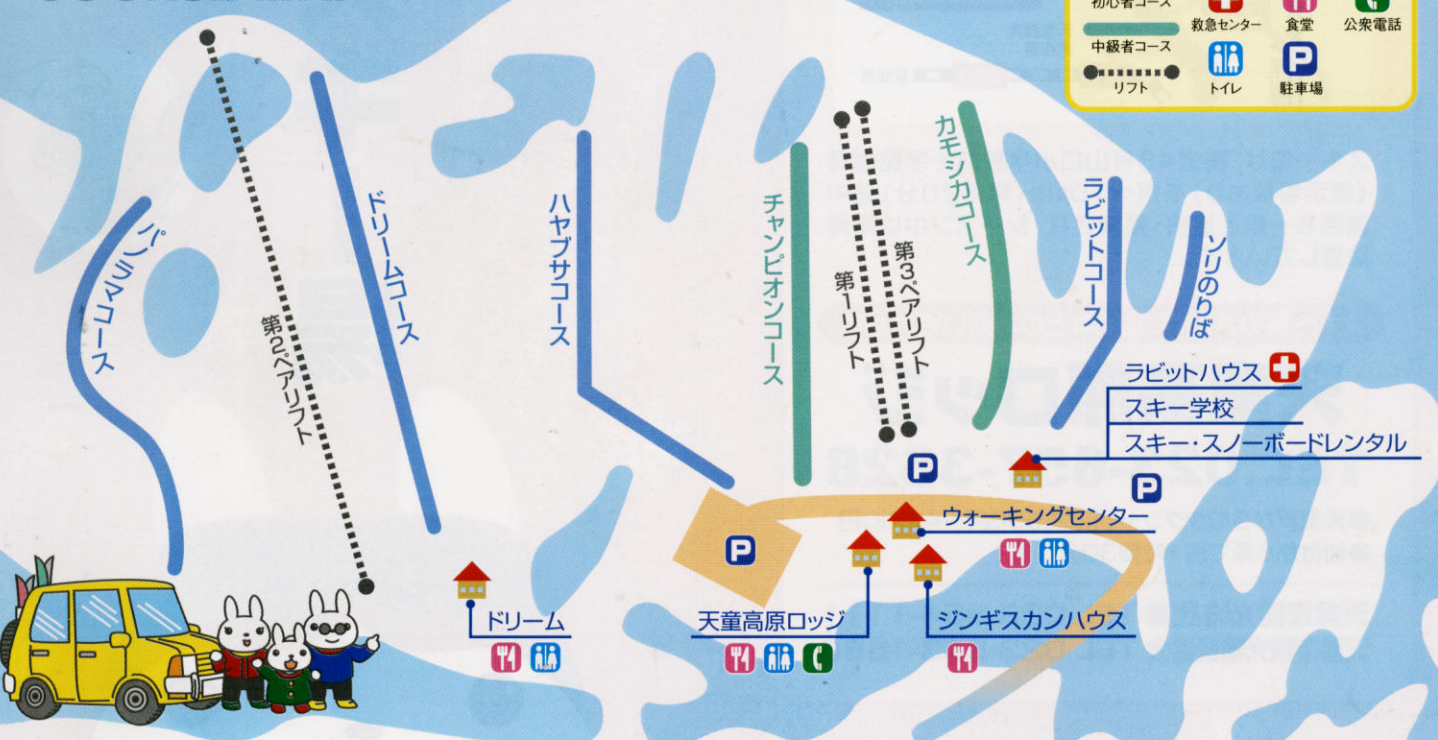 初心者コース
救急センター
食堂
公衆電話
中級者コース
リフト
トイレ
駐車場
パノラマコース
第2ペアリフト
ドリームコース
ハヤブサコース
チャンピオンコース
第1リフト
第3ペアリフト
カモシカコース
ラビットコース
ソリのりば
ラビットハウス
スキー学校
スキー・スノーボードレンタル
P
P
P
P
ウォーキングセンター
ドリーム
天童高原ロッジ
ジンギスカンハウス